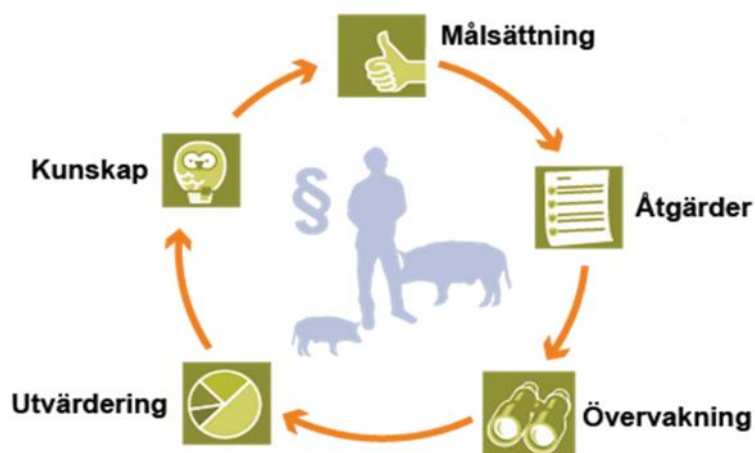 Målsättning
Kunskap
§
Åtgärder
Utvärdering
Övervakning